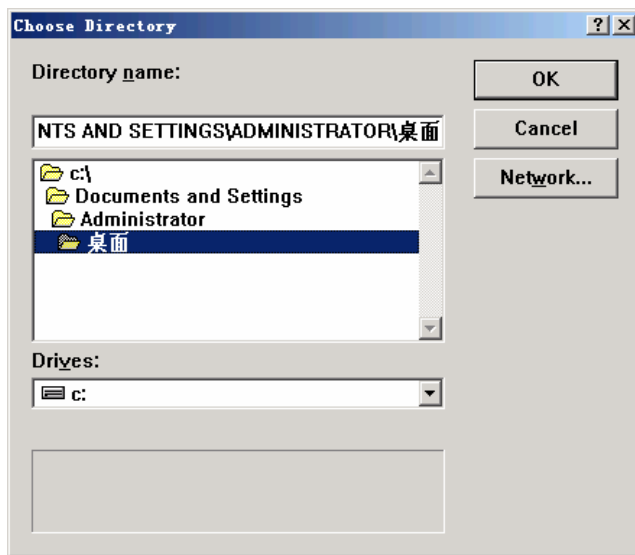 Choose Directory
Directory name:
OK
NTS AND SETTINGS\ADMINISTRATOR\桌面
Cancel
c:\
Network...
Documents and Settings
Administrator
桌面
Drives:
c: